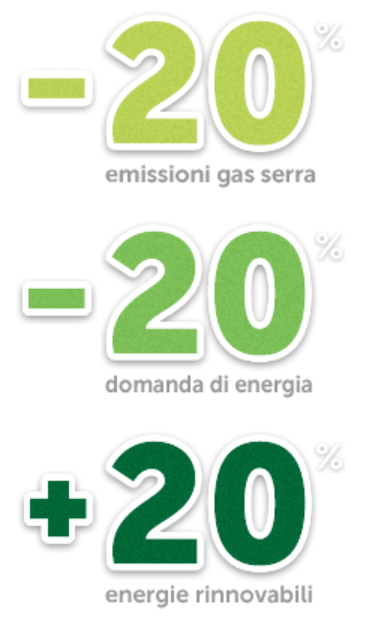 -20%
emissioni gas serra
-20%
domanda di energia
+20%
energie rinnovabili